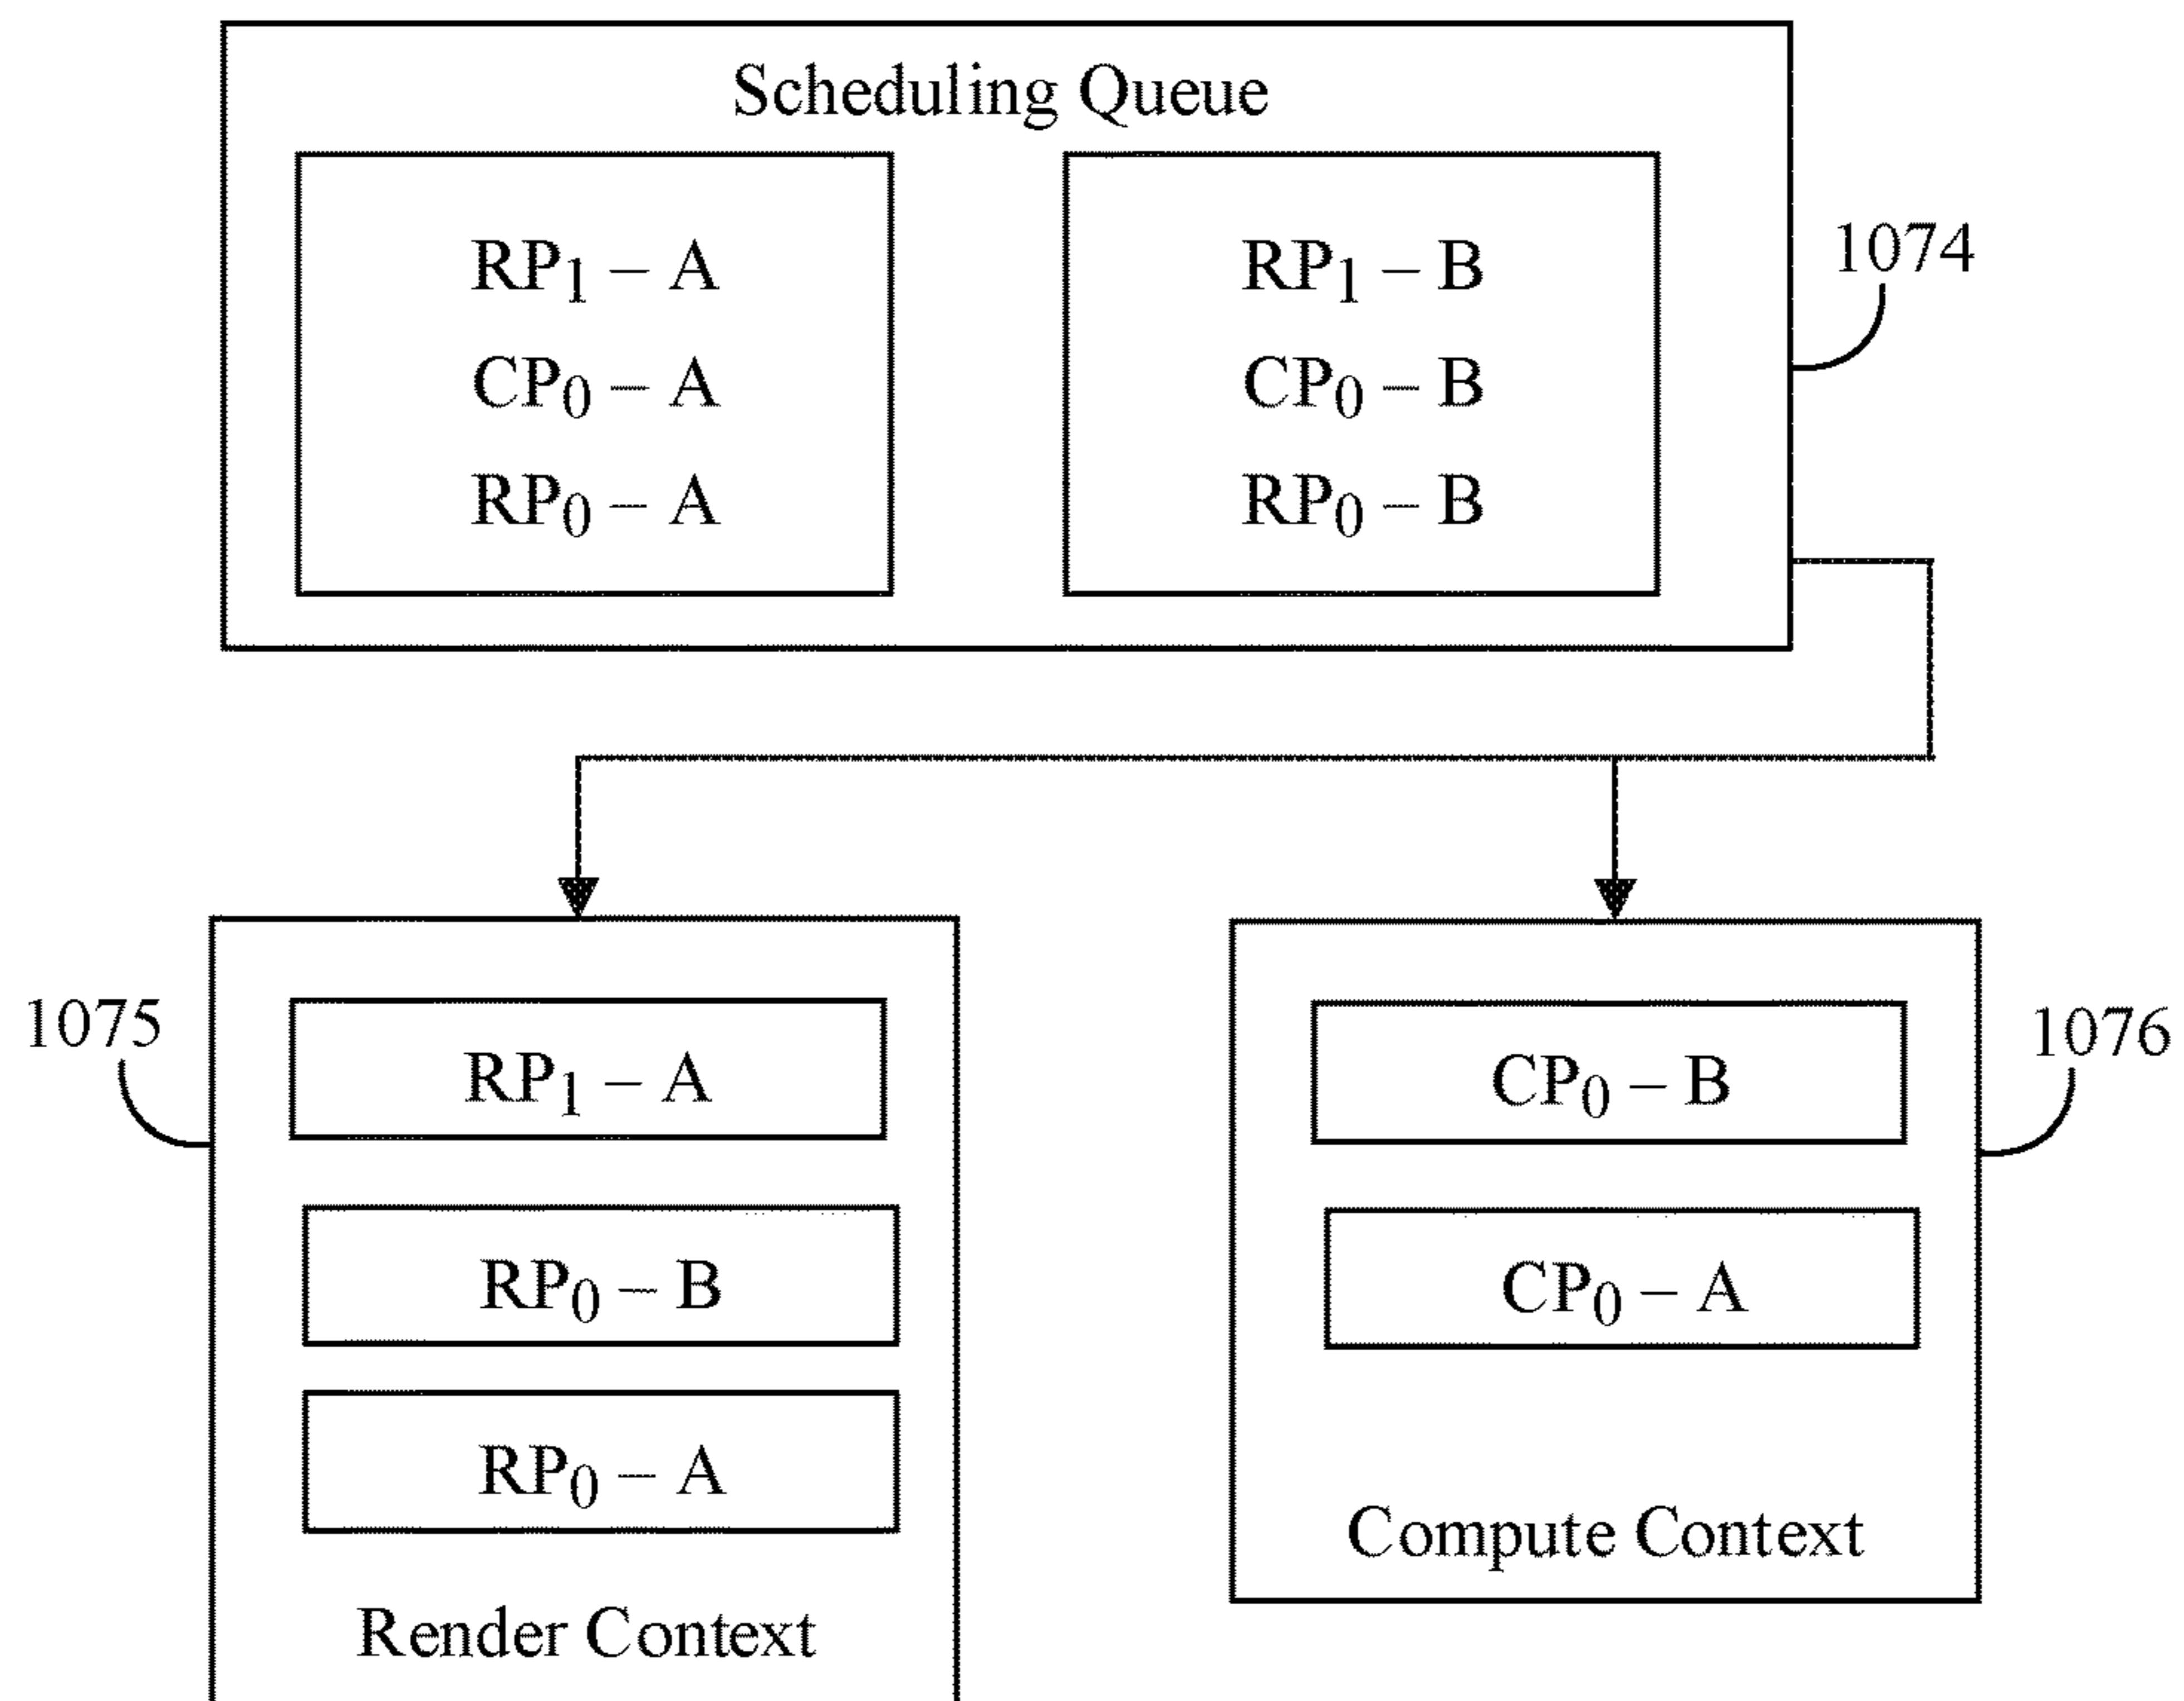 Scheduling Queue
RP₁ – A
CP₀ – A
RP₀ – A
RP₁ – B
CP₀ – B
RP₀ – B
1074
1075
RP₁ – A
RP₀ – B
RP₀ – A
Render Context
CP₀ – B
CP₀ – A
Compute Context
1076